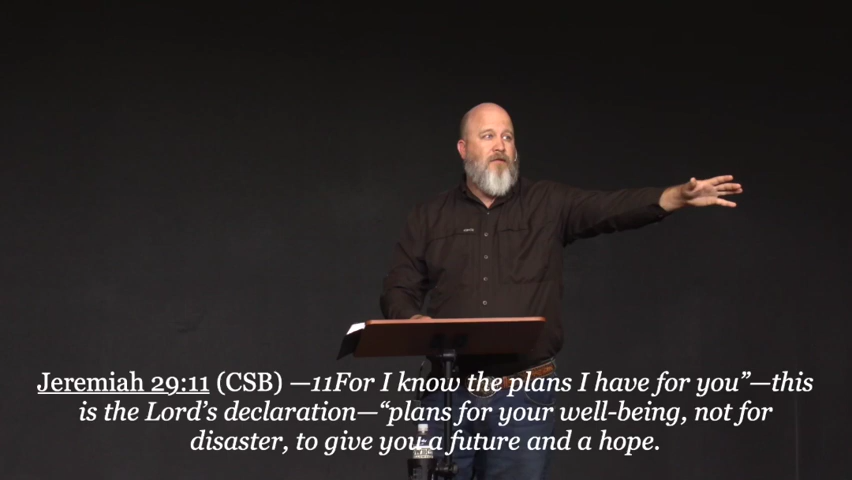 Jeremiah 29:11 (CSB) —11For I know the plans I have for you”—this
is the Lord’s declaration—“plans for your well-being, not for
disaster, to give you a future and a hope.